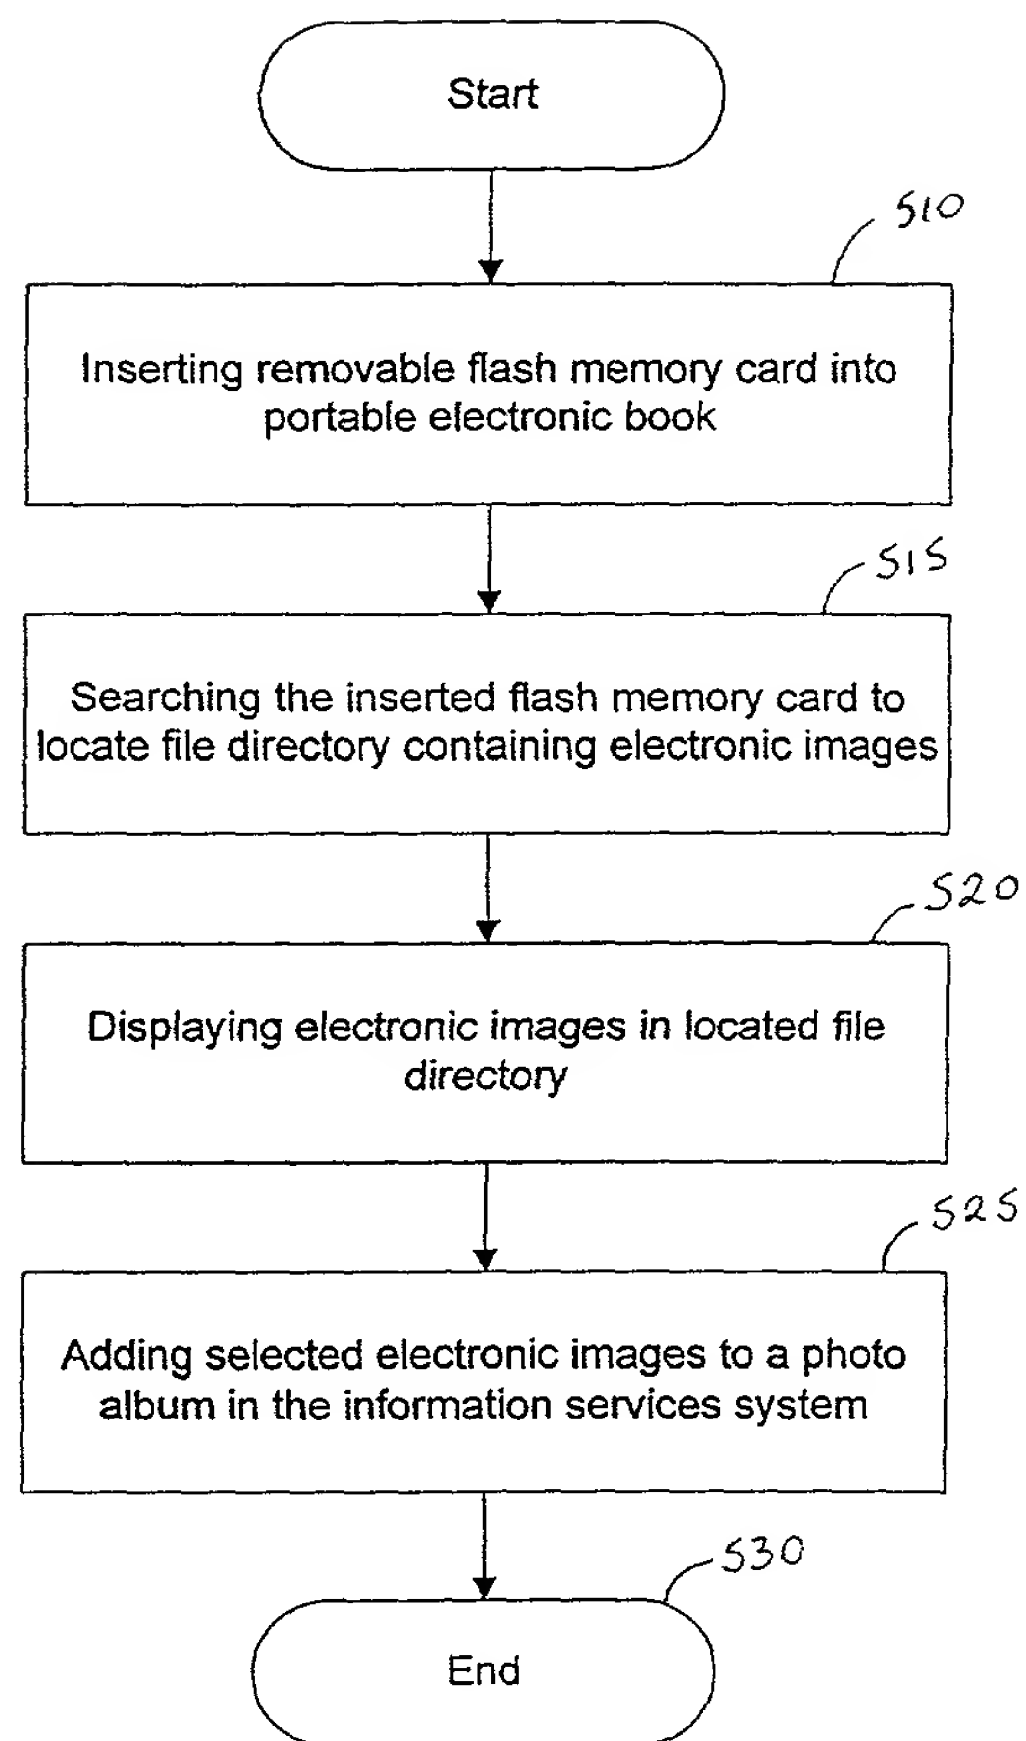 Start
510
Inserting removable flash memory card into
portable electronic book
515
Searching the inserted flash memory card to
locate file directory containing electronic images
520
Displaying electronic images in located file
directory
525
Adding selected electronic images to a photo
album in the information services system
530
End